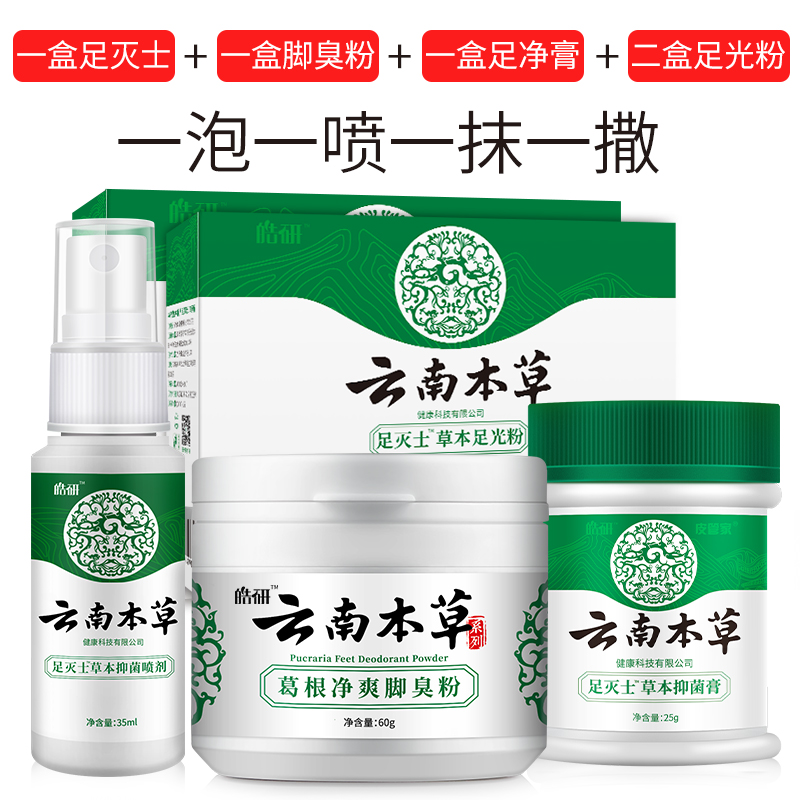 一盒足灭士 + 一盒脚臭粉 + 一盒足净膏 + 二盒足光粉
一泡一喷一抹一撒
皓研
皓研™
云南本草
健康科技有限公司
足灭士™草本足光粉
皓研™
云南本草
健康科技有限公司
足灭士草本抑菌喷剂
净含量:35ml
皓研™
云南本草
系列
Pucraria Feet Deodorant Powder
葛根净爽脚臭粉
净含量:60g
皓研
皮管家®
云南本草
健康科技有限公司
足灭士™草本抑菌膏
净含量:25g